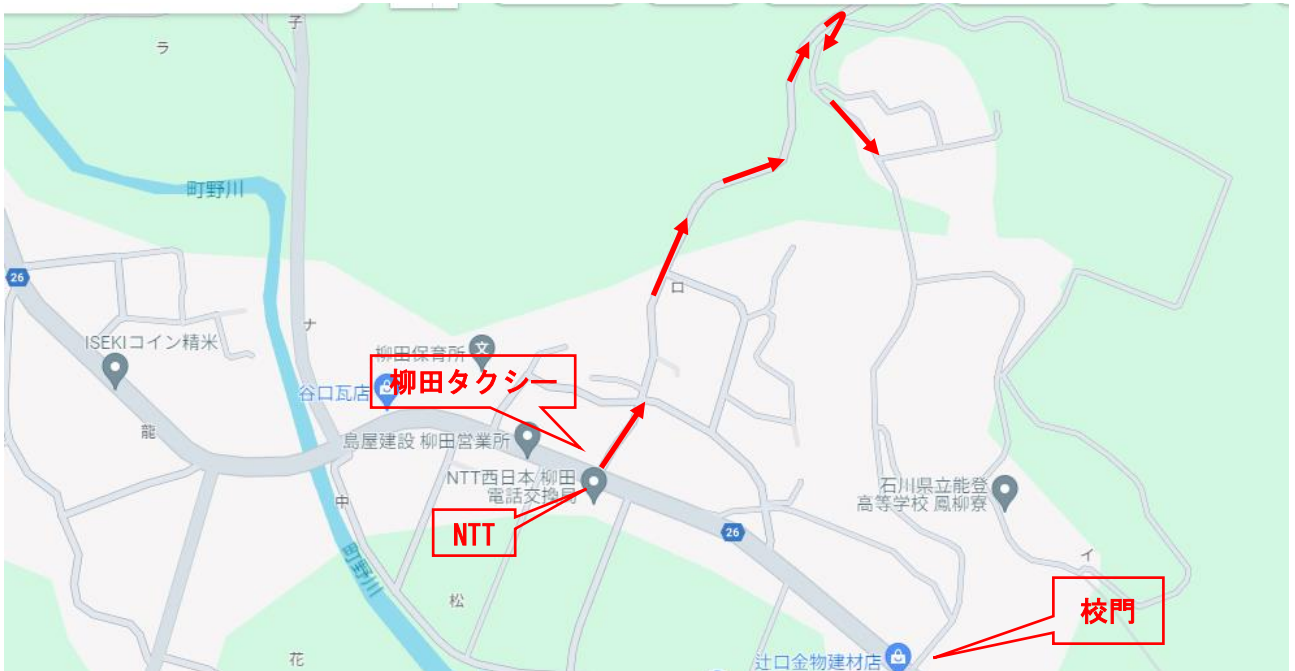 子
ラ
町野川
26
ロ
ナ
ISEKIコイン精米
柳田保育所
文
柳田タクシー
谷口瓦店
龍
島屋建設 柳田営業所
NTT西日本 柳田
電話交換局
石川県立能登
高等学校 鳳柳寮
中
NTT
26
町野川
イ
松
校門
花
辻口金物建材店